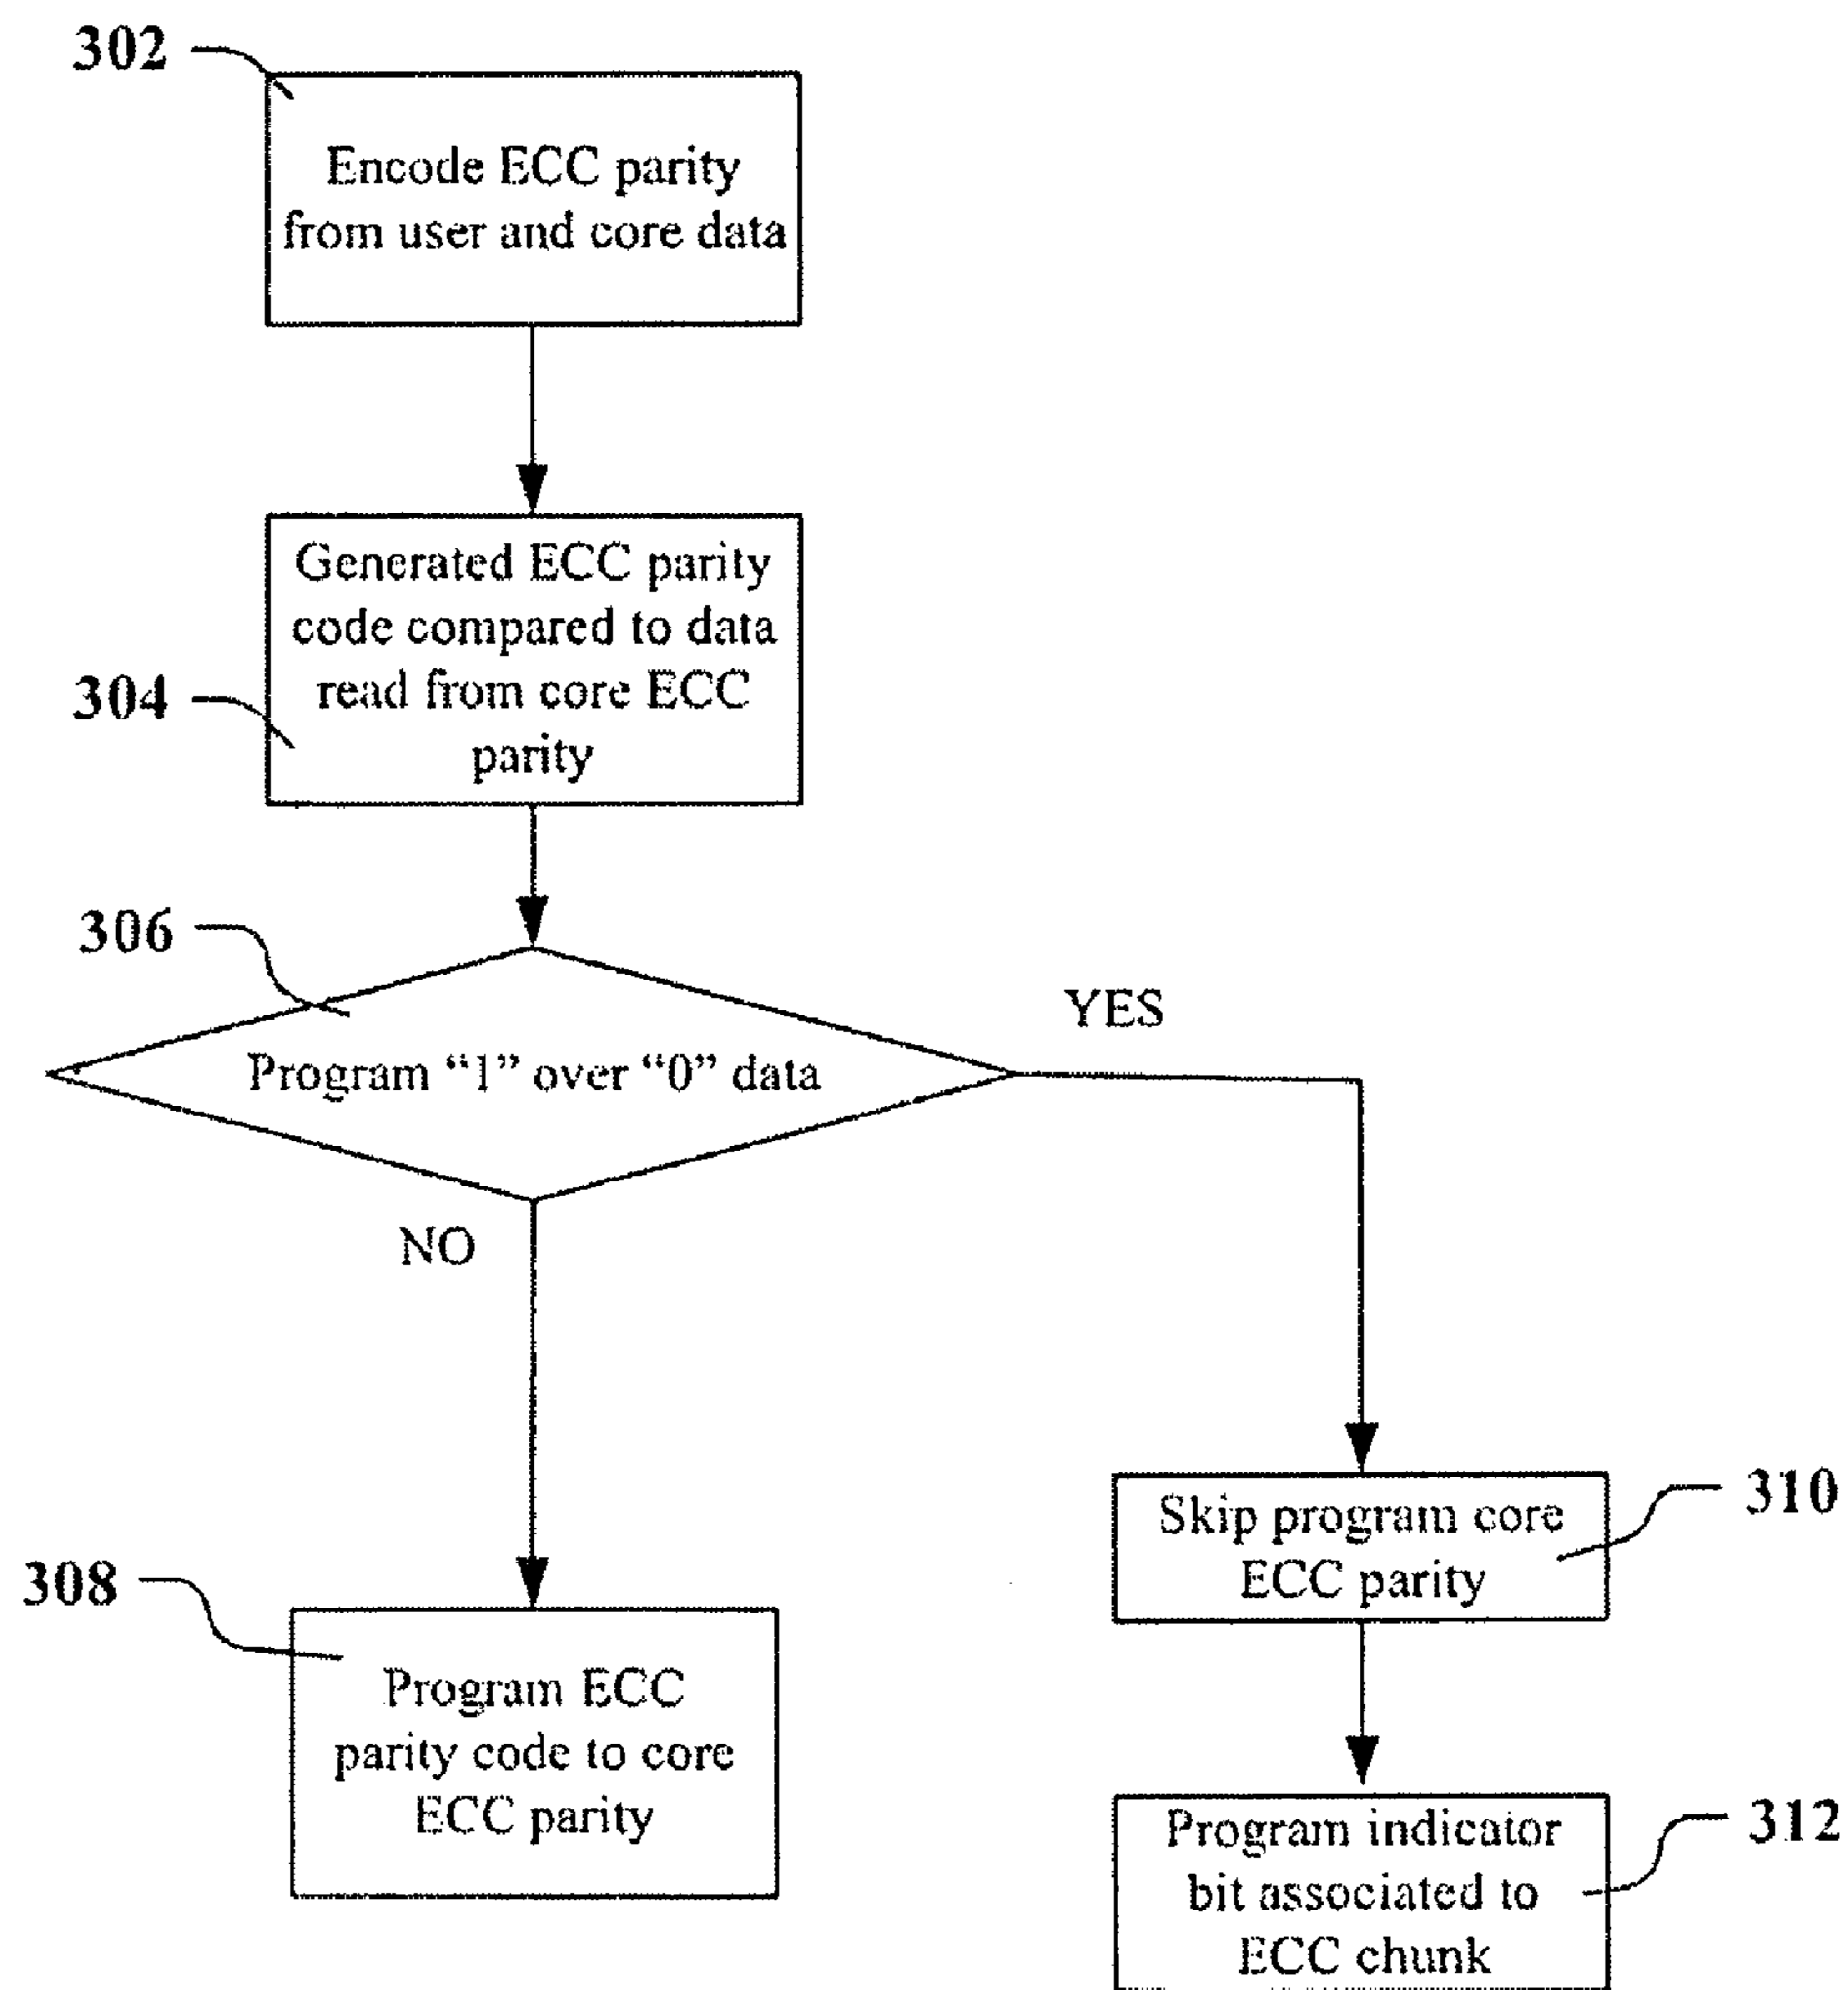 302
Encode ECC parity
from user and core data
Generated ECC parity
code compared to data
read from core ECC
parity
304
306
YES
Program “1” over “0” data
NO
310
Skip program core
ECC parity
308
Program ECC
parity code to core
ECC parity
312
Program indicator
bit associated to
ECC chunk